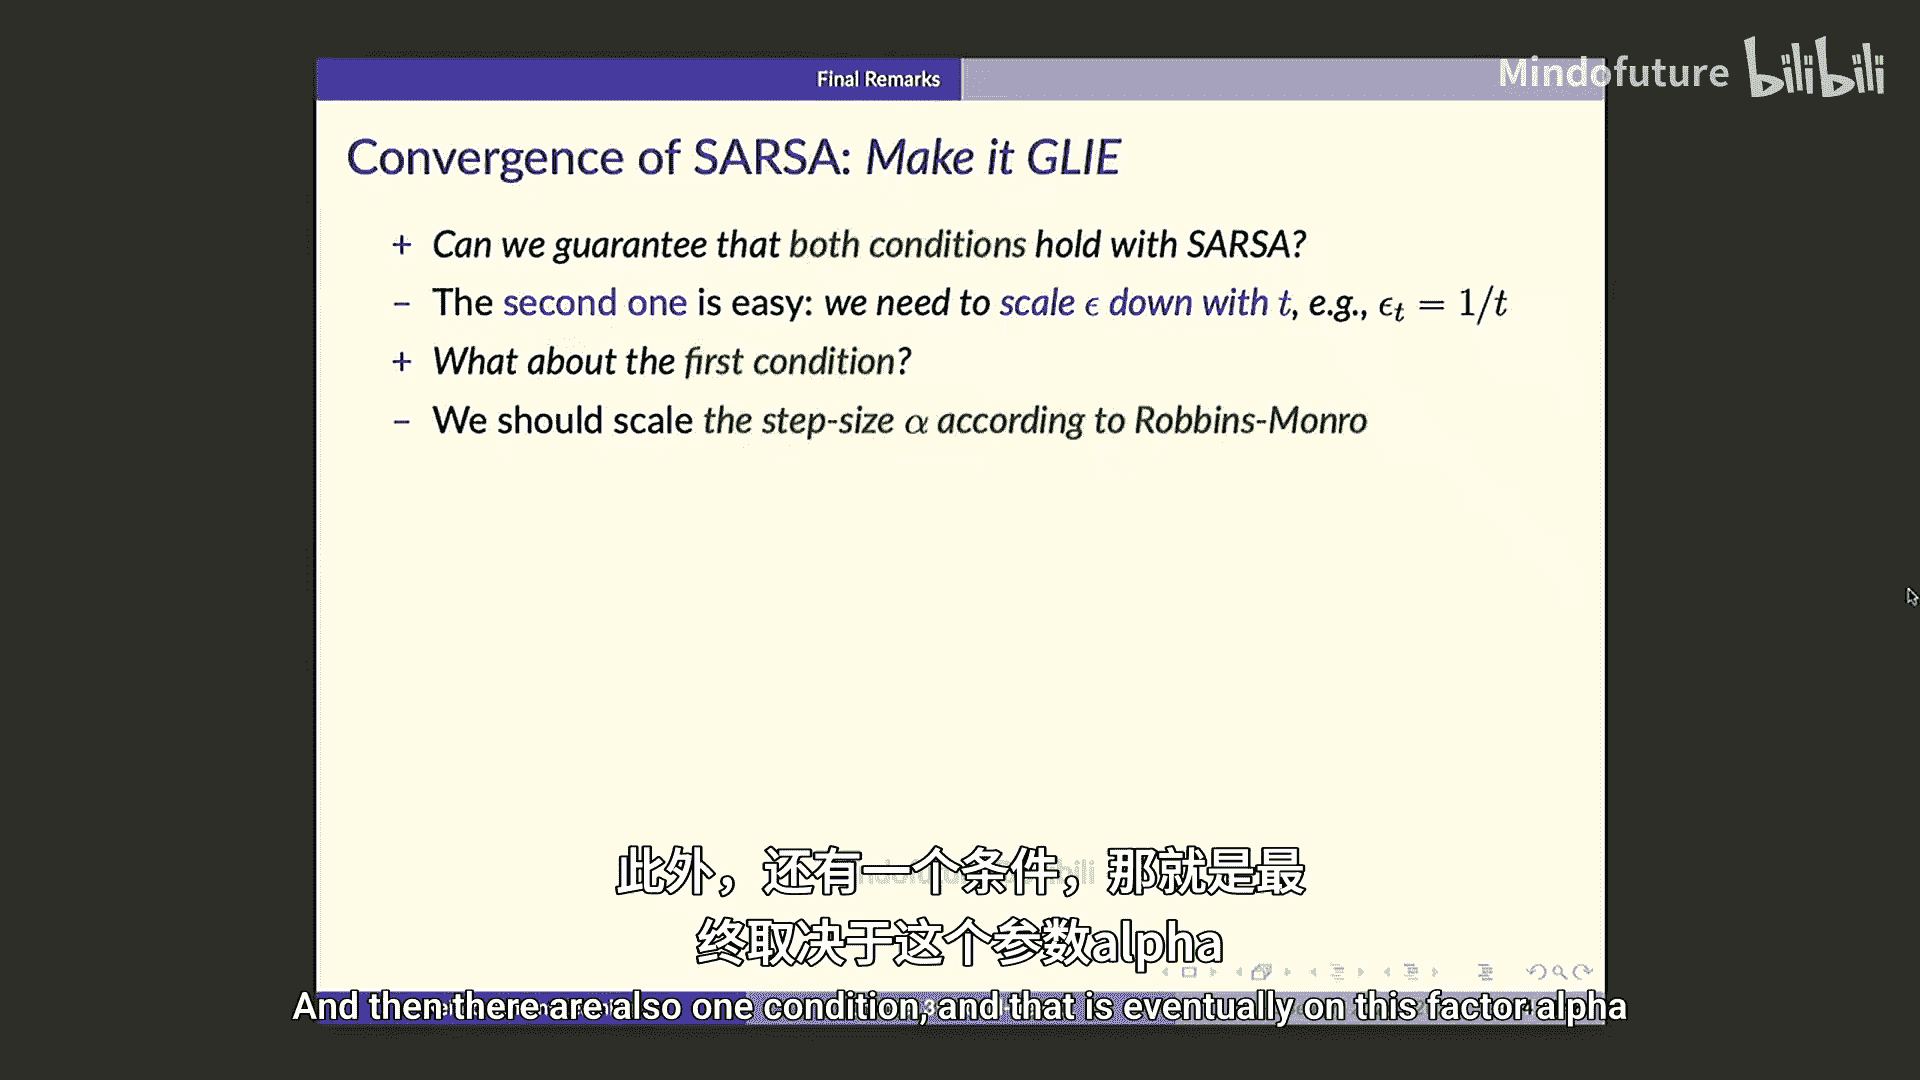 Final Remarks
Mindofuture bilibili
Convergence of SARSA: Make it GLIE
+ Can we guarantee that both conditions hold with SARSA?
– The second one is easy: we need to scale ϵ down with t, e.g., ϵₜ = 1/t
+ What about the first condition?
– We should scale the step-size α according to Robbins-Monro
此外，还有一个条件，那就是最
终取决于这个参数alpha
And then there are also one condition, and that is eventually on this factor alpha